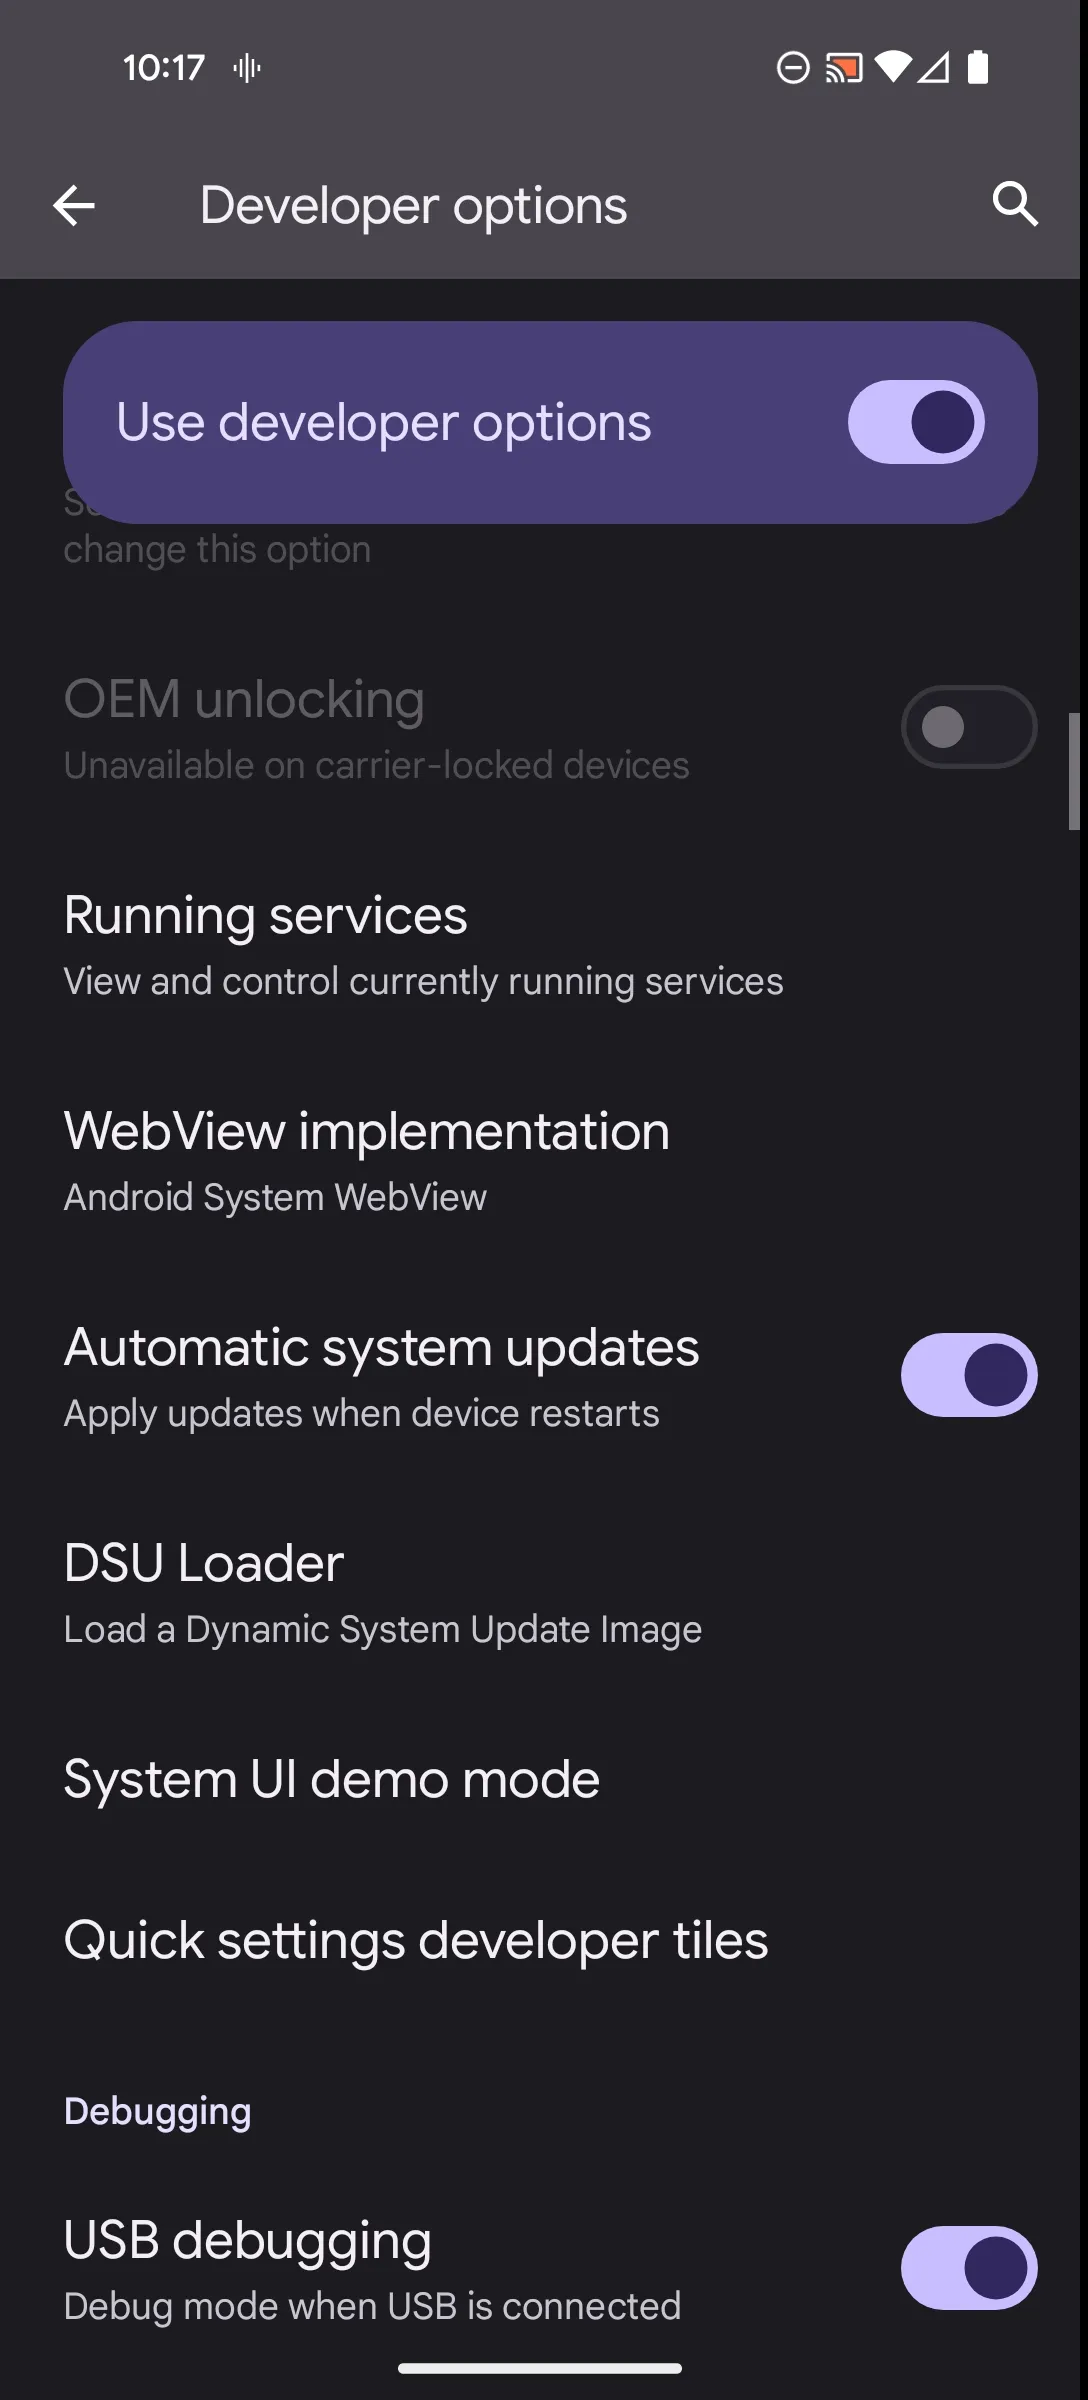 10:17
Developer options
Use developer options
change this option
OEM unlocking
Unavailable on carrier-locked devices
Running services
View and control currently running services
WebView implementation
Android System WebView
Automatic system updates
Apply updates when device restarts
DSU Loader
Load a Dynamic System Update Image
System UI demo mode
Quick settings developer tiles
Debugging
USB debugging
Debug mode when USB is connected